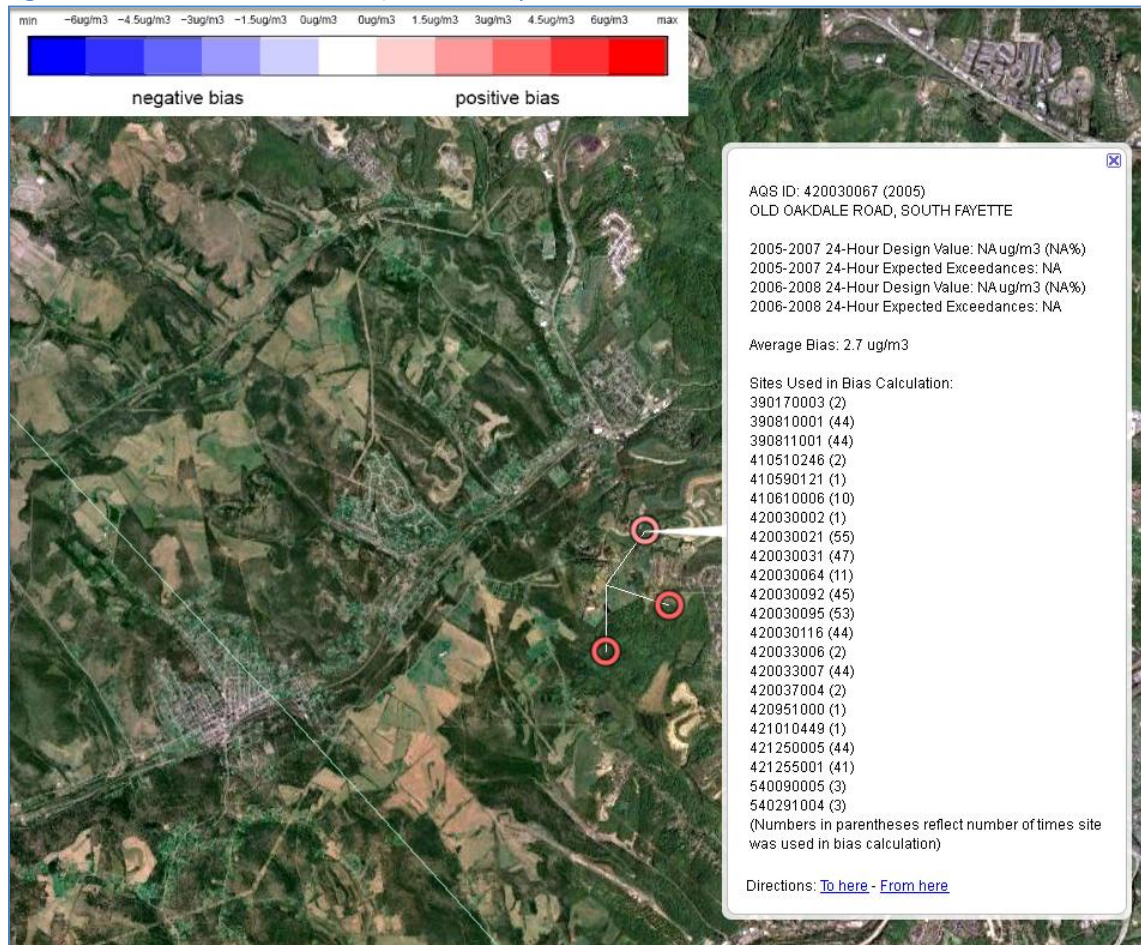 min -6ug/m3 -4.5ug/m3 -3ug/m3 -1.5ug/m3 0ug/m3 0ug/m3 1.5ug/m3 3ug/m3 4.5ug/m3 6ug/m3 max
negative bias positive bias
AQS ID: 420030067 (2005)
OLD OAKDALE ROAD, SOUTH FAYETTE
2005-2007 24-Hour Design Value: NA ug/m3 (NA%)
2005-2007 24-Hour Expected Exceedances: NA
2006-2008 24-Hour Design Value: NA ug/m3 (NA%)
2006-2008 24-Hour Expected Exceedances: NA
Average Bias: 2.7 ug/m3
Sites Used in Bias Calculation:
390170003 (2)
390810001 (44)
390811001 (44)
410510246 (2)
410590121 (1)
410610006 (10)
420030002 (1)
420030021 (55)
420030031 (47)
420030064 (11)
420030092 (45)
420030095 (53)
420030116 (44)
420033006 (2)
420033007 (44)
420037004 (2)
420951000 (1)
421010449 (1)
421250005 (44)
421255001 (41)
540090005 (3)
540291004 (3)
(Numbers in parentheses reflect number of times site
was used in bias calculation)
Directions: To here - From here